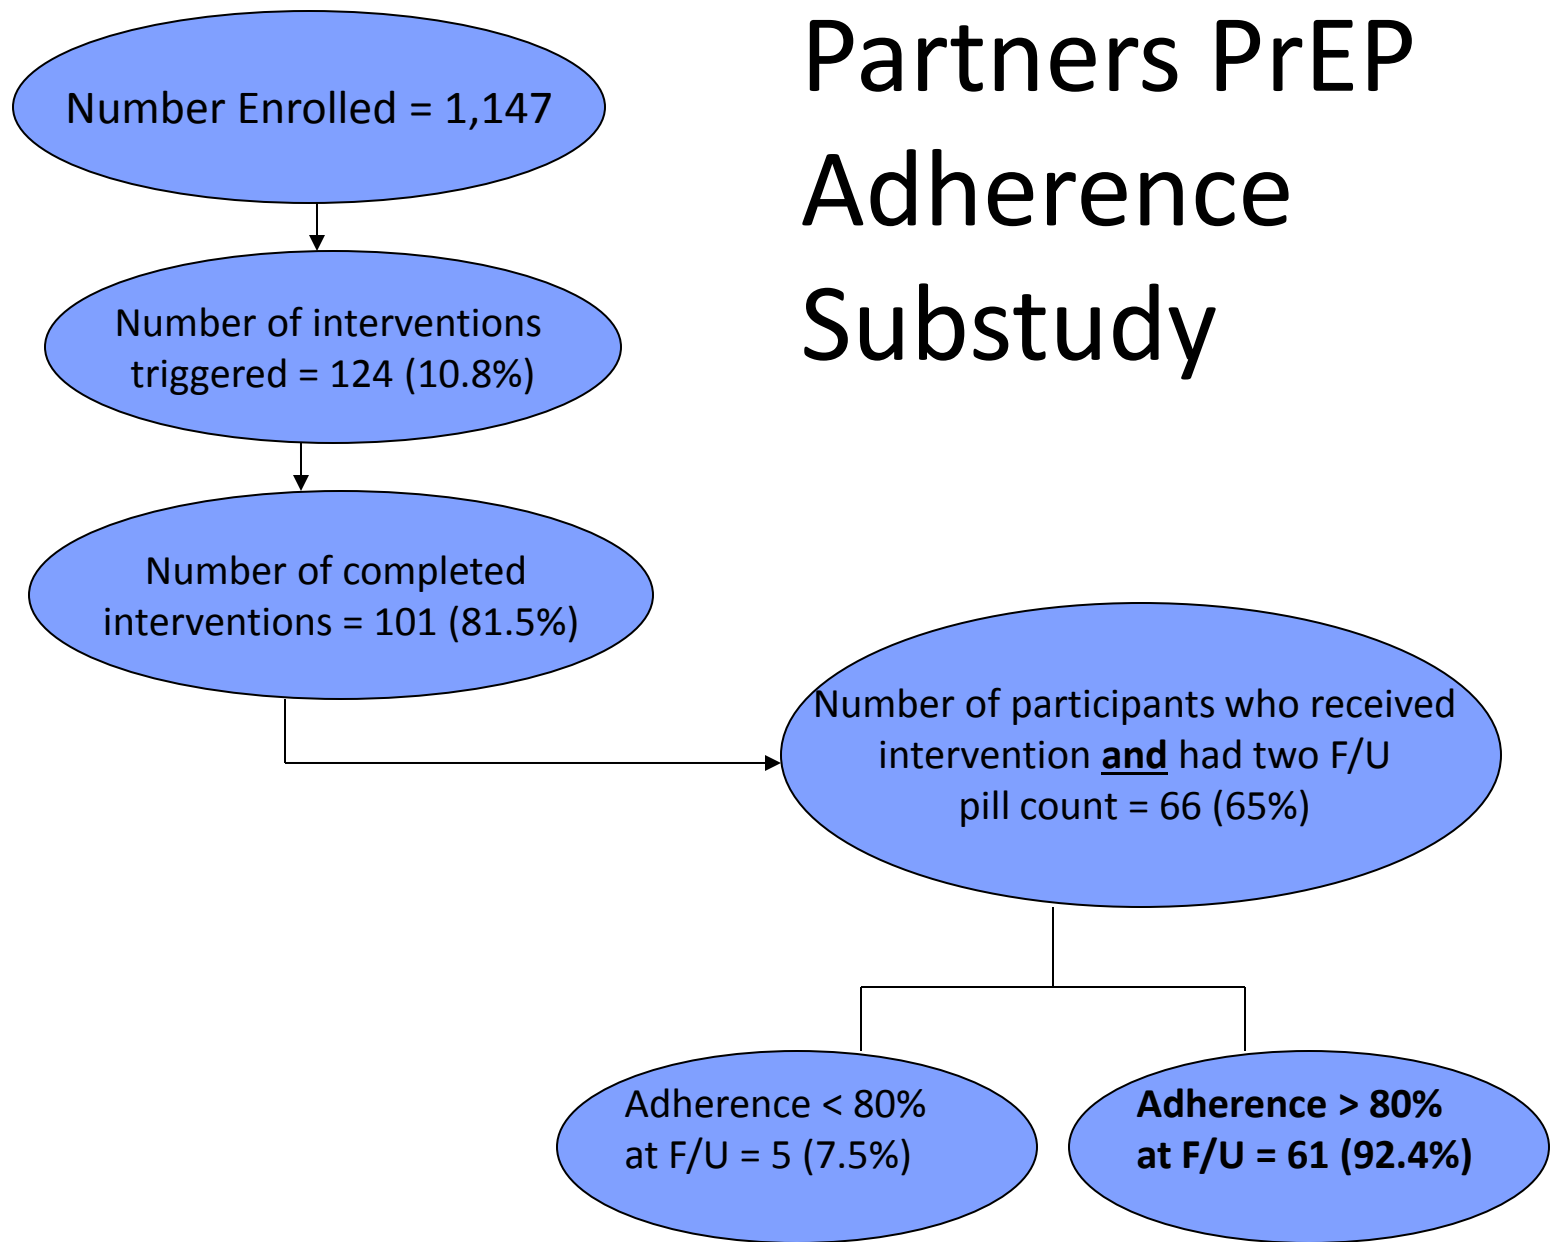 Partners PrEP
Adherence
Substudy
Number Enrolled = 1,147
Number of interventions
triggered = 124 (10.8%)
Number of completed
interventions = 101 (81.5%)
Number of participants who received
intervention and had two F/U
pill count = 66 (65%)
Adherence < 80%
at F/U = 5 (7.5%)
Adherence > 80%
at F/U = 61 (92.4%)